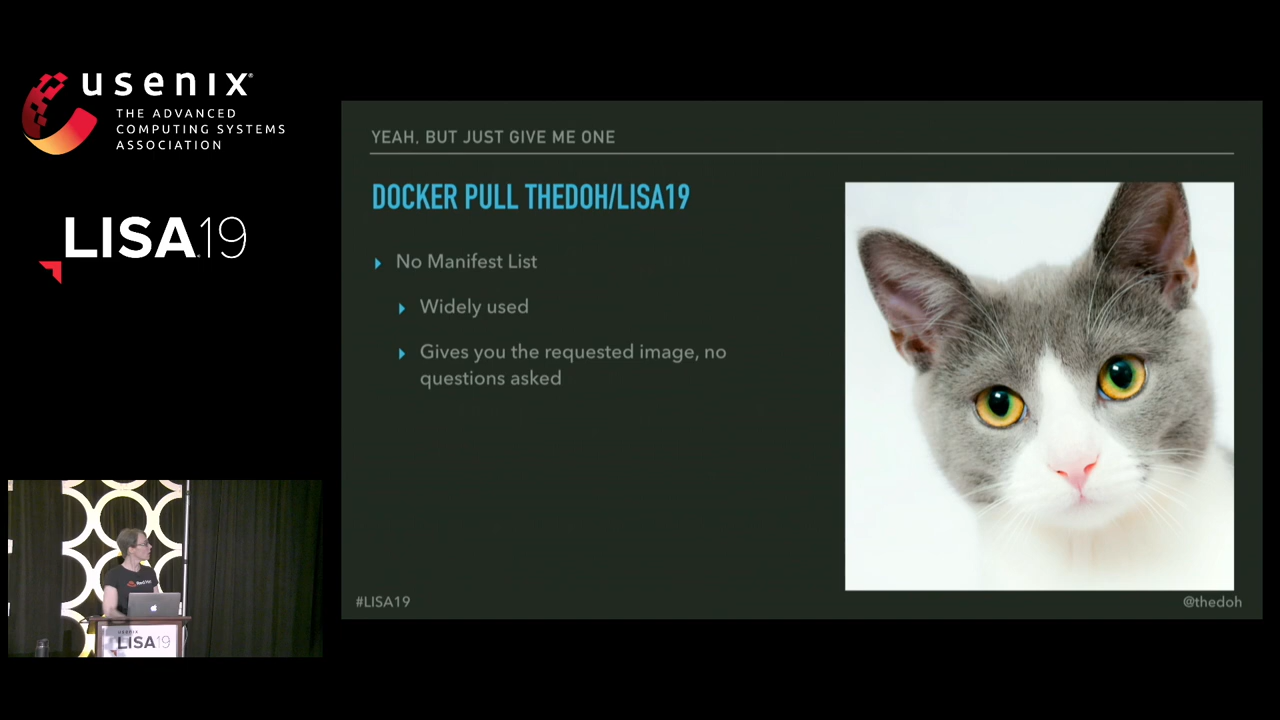 usenix®
THE ADVANCED
COMPUTING SYSTEMS
ASSOCIATION
LISA19
YEAH, BUT JUST GIVE ME ONE
DOCKER PULL THEDOH/LISA19
No Manifest List
Widely used
Gives you the requested image, no
questions asked
#LISA19
@thedoh
usenix
LISA19